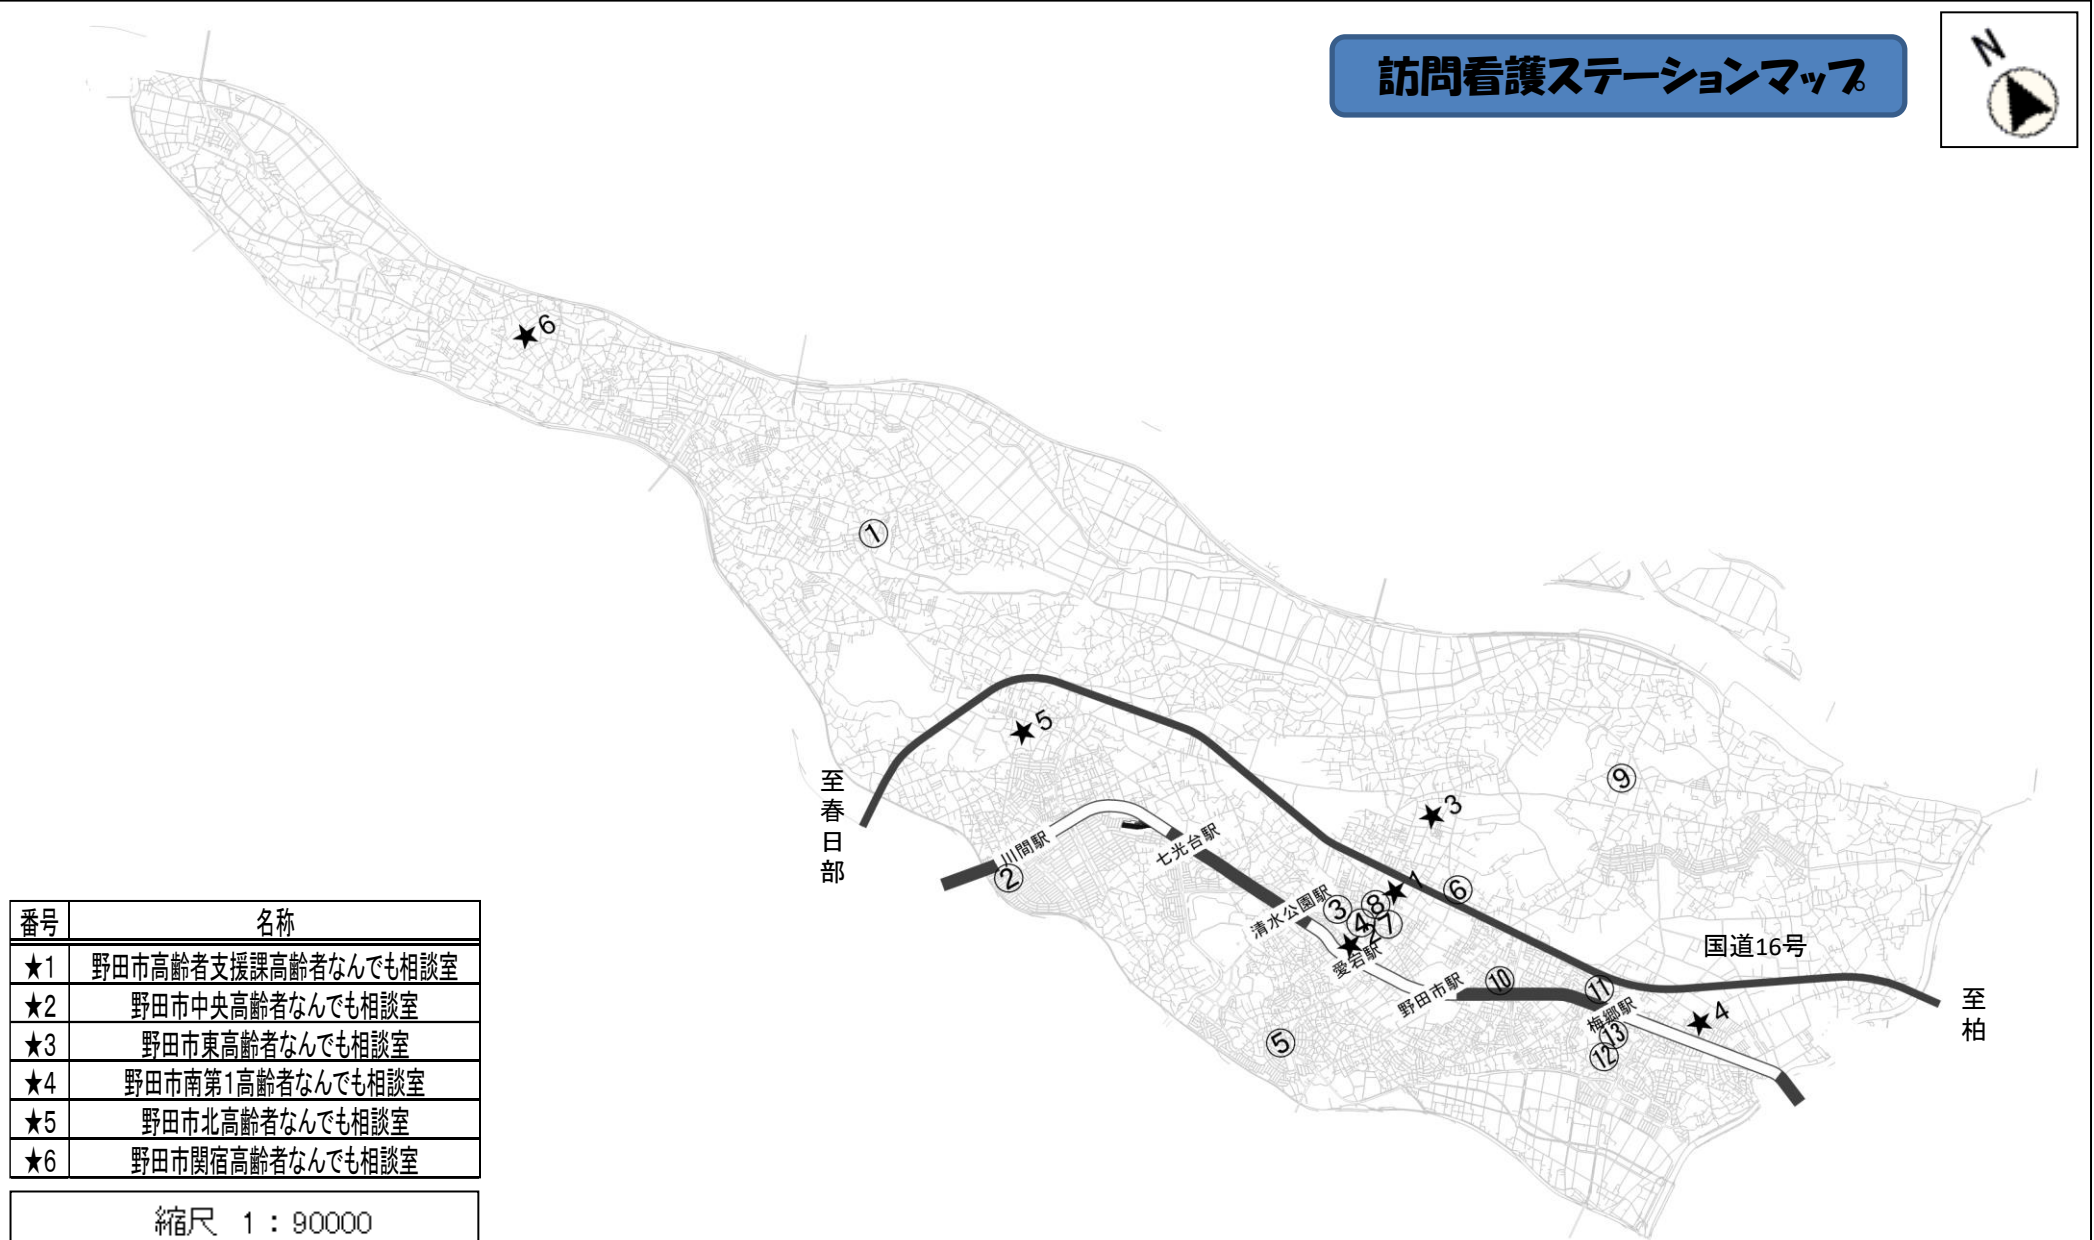 訪問看護ステーションマップ
N
★6
①
★5
至春日部
⑨
★3
川間駅
②
七光台駅
★1
⑥
清水公園駅
③
⑧
④
⑦
★2
愛宕駅
国道16号
野田市駅
⑩
⑪
梅郷駅
★4
至柏
⑤
⑬
⑫
番号 名称
★1 野田市高齢者支援課高齢者なんでも相談室
★2 野田市中央高齢者なんでも相談室
★3 野田市東高齢者なんでも相談室
★4 野田市南第1高齢者なんでも相談室
★5 野田市北高齢者なんでも相談室
★6 野田市関宿高齢者なんでも相談室
縮尺 1:90000